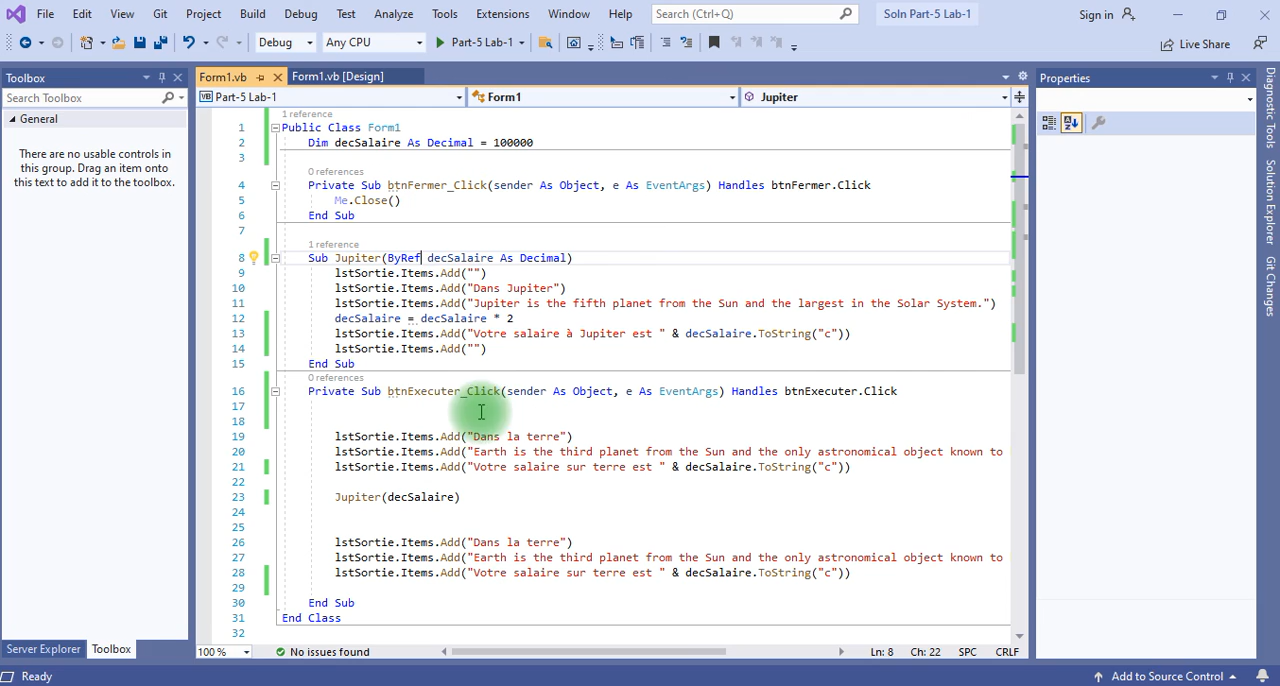 File Edit View Git Project Build Debug Test Analyze Tools Extensions Window Help Search (Ctrl+Q) Soln Part-5 Lab-1 Sign in
Debug Any CPU Part-5 Lab-1 Live Share
Toolbox
Search Toolbox
General
There are no usable controls in
this group. Drag an item onto
this text to add it to the toolbox.
Server Explorer Toolbox
Form1.vb Form1.vb [Design]
VB Part-5 Lab-1 Form1 Jupiter
1 reference
1 Public Class Form1
2 Dim decSalaire As Decimal = 100000
3
0 references
4 Private Sub btnFermer_Click(sender As Object, e As EventArgs) Handles btnFermer.Click
5 Me.Close()
6 End Sub
7
1 reference
8 Sub Jupiter(ByRef decSalaire As Decimal)
9 lstSortie.Items.Add("")
10 lstSortie.Items.Add("Dans Jupiter")
11 lstSortie.Items.Add("Jupiter is the fifth planet from the Sun and the largest in the Solar System.")
12 decSalaire = decSalaire * 2
13 lstSortie.Items.Add("Votre salaire à Jupiter est " & decSalaire.ToString("c"))
14 lstSortie.Items.Add("")
15 End Sub
0 references
16 Private Sub btnExecuter_Click(sender As Object, e As EventArgs) Handles btnExecuter.Click
17
18
19 lstSortie.Items.Add("Dans la terre")
20 lstSortie.Items.Add("Earth is the third planet from the Sun and the only astronomical object known to
21 lstSortie.Items.Add("Votre salaire sur terre est " & decSalaire.ToString("c"))
22
23 Jupiter(decSalaire)
24
25
26 lstSortie.Items.Add("Dans la terre")
27 lstSortie.Items.Add("Earth is the third planet from the Sun and the only astronomical object known to
28 lstSortie.Items.Add("Votre salaire sur terre est " & decSalaire.ToString("c"))
29
30 End Sub
31 End Class
32
100 % No issues found Ln: 8 Ch: 22 SPC CRLF
Properties
Diagnostic Tools
Solution Explorer
Git Changes
Ready Add to Source Control